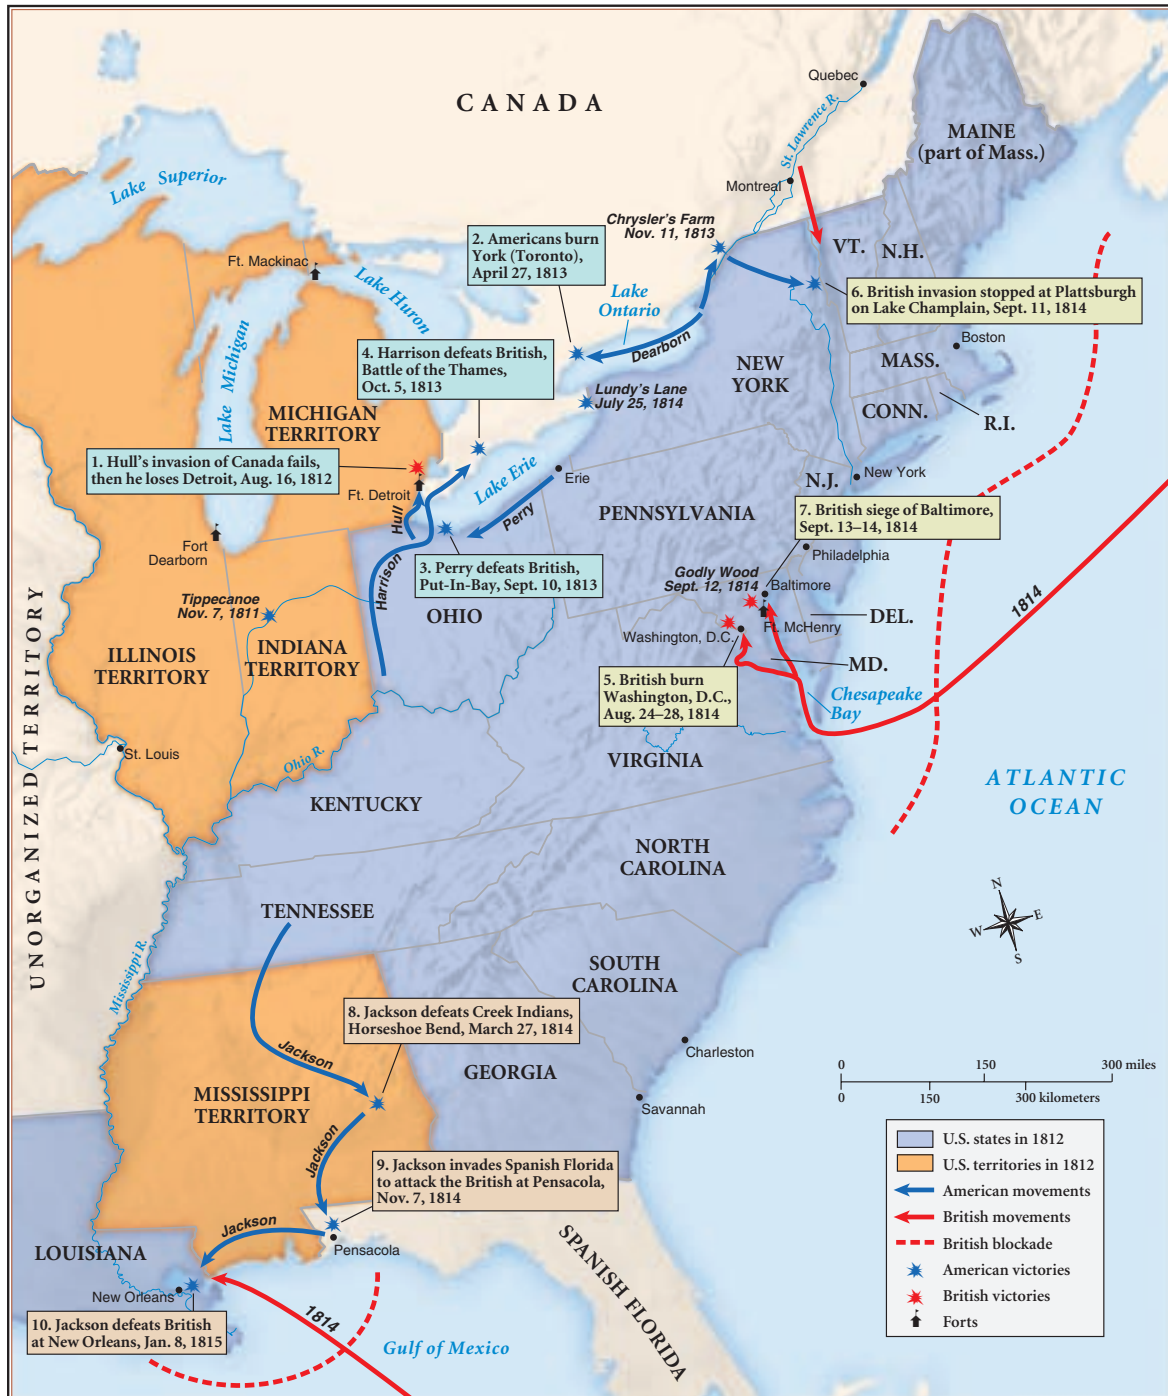 CANADA
Quebec
St. Lawrence R.
MAINE
(part of Mass.)
Lake Superior
Montreal
Chrysler's Farm
Nov. 11, 1813
2. Americans burn
York (Toronto),
April 27, 1813
VT.
N.H.
Ft. Mackinac
Lake Huron
Lake
Ontario
6. British invasion stopped at Plattsburgh
on Lake Champlain, Sept. 11, 1814
Lake Michigan
Dearborn
Boston
4. Harrison defeats British,
Battle of the Thames,
Oct. 5, 1813
NEW
YORK
MASS.
Lundy's Lane
July 25, 1814
CONN.
R.I.
MICHIGAN
TERRITORY
1. Hull's invasion of Canada fails,
then he loses Detroit, Aug. 16, 1812
Lake Erie
Erie
N.J.
New York
Ft. Detroit
Hull
Perry
PENNSYLVANIA
7. British siege of Baltimore,
Sept. 13–14, 1814
Fort
Dearborn
Philadelphia
3. Perry defeats British,
Put-In-Bay, Sept. 10, 1813
Harrison
Godly Wood
Sept. 12, 1814
Baltimore
Tippecanoe
Nov. 7, 1811
OHIO
1814
DEL.
Ft. McHenry
Washington, D.C.
UNORGANIZED TERRITORY
ILLINOIS
TERRITORY
INDIANA
TERRITORY
MD.
5. British burn
Washington, D.C.,
Aug. 24–28, 1814
Chesapeake
Bay
St. Louis
Ohio R.
VIRGINIA
ATLANTIC
OCEAN
KENTUCKY
NORTH
CAROLINA
TENNESSEE
N
E
W
S
Mississippi R.
SOUTH
CAROLINA
8. Jackson defeats Creek Indians,
Horseshoe Bend, March 27, 1814
Jackson
Charleston
GEORGIA
0 150 300 miles
0 150 300 kilometers
MISSISSIPPI
TERRITORY
Savannah
Jackson
U.S. states in 1812
U.S. territories in 1812
American movements
British movements
British blockade
American victories
British victories
Forts
9. Jackson invades Spanish Florida
to attack the British at Pensacola,
Nov. 7, 1814
Jackson
Pensacola
LOUISIANA
SPANISH FLORIDA
New Orleans
10. Jackson defeats British
at New Orleans, Jan. 8, 1815
1814
Gulf of Mexico